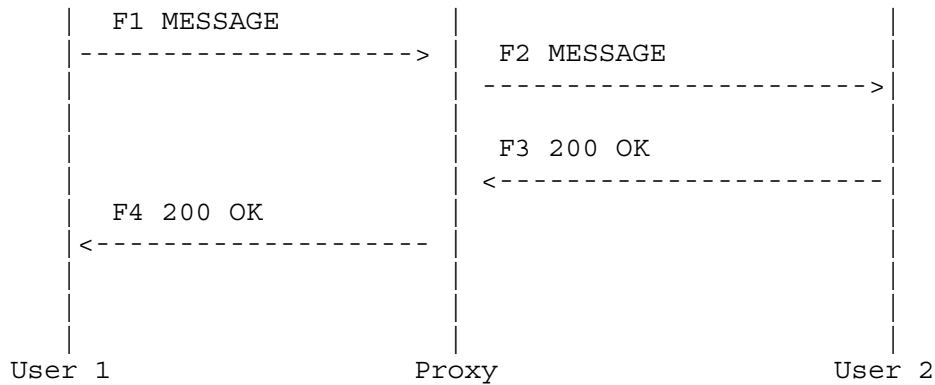 F1 MESSAGE
F2 MESSAGE
F3 200 OK
F4 200 OK
User 1 Proxy User 2